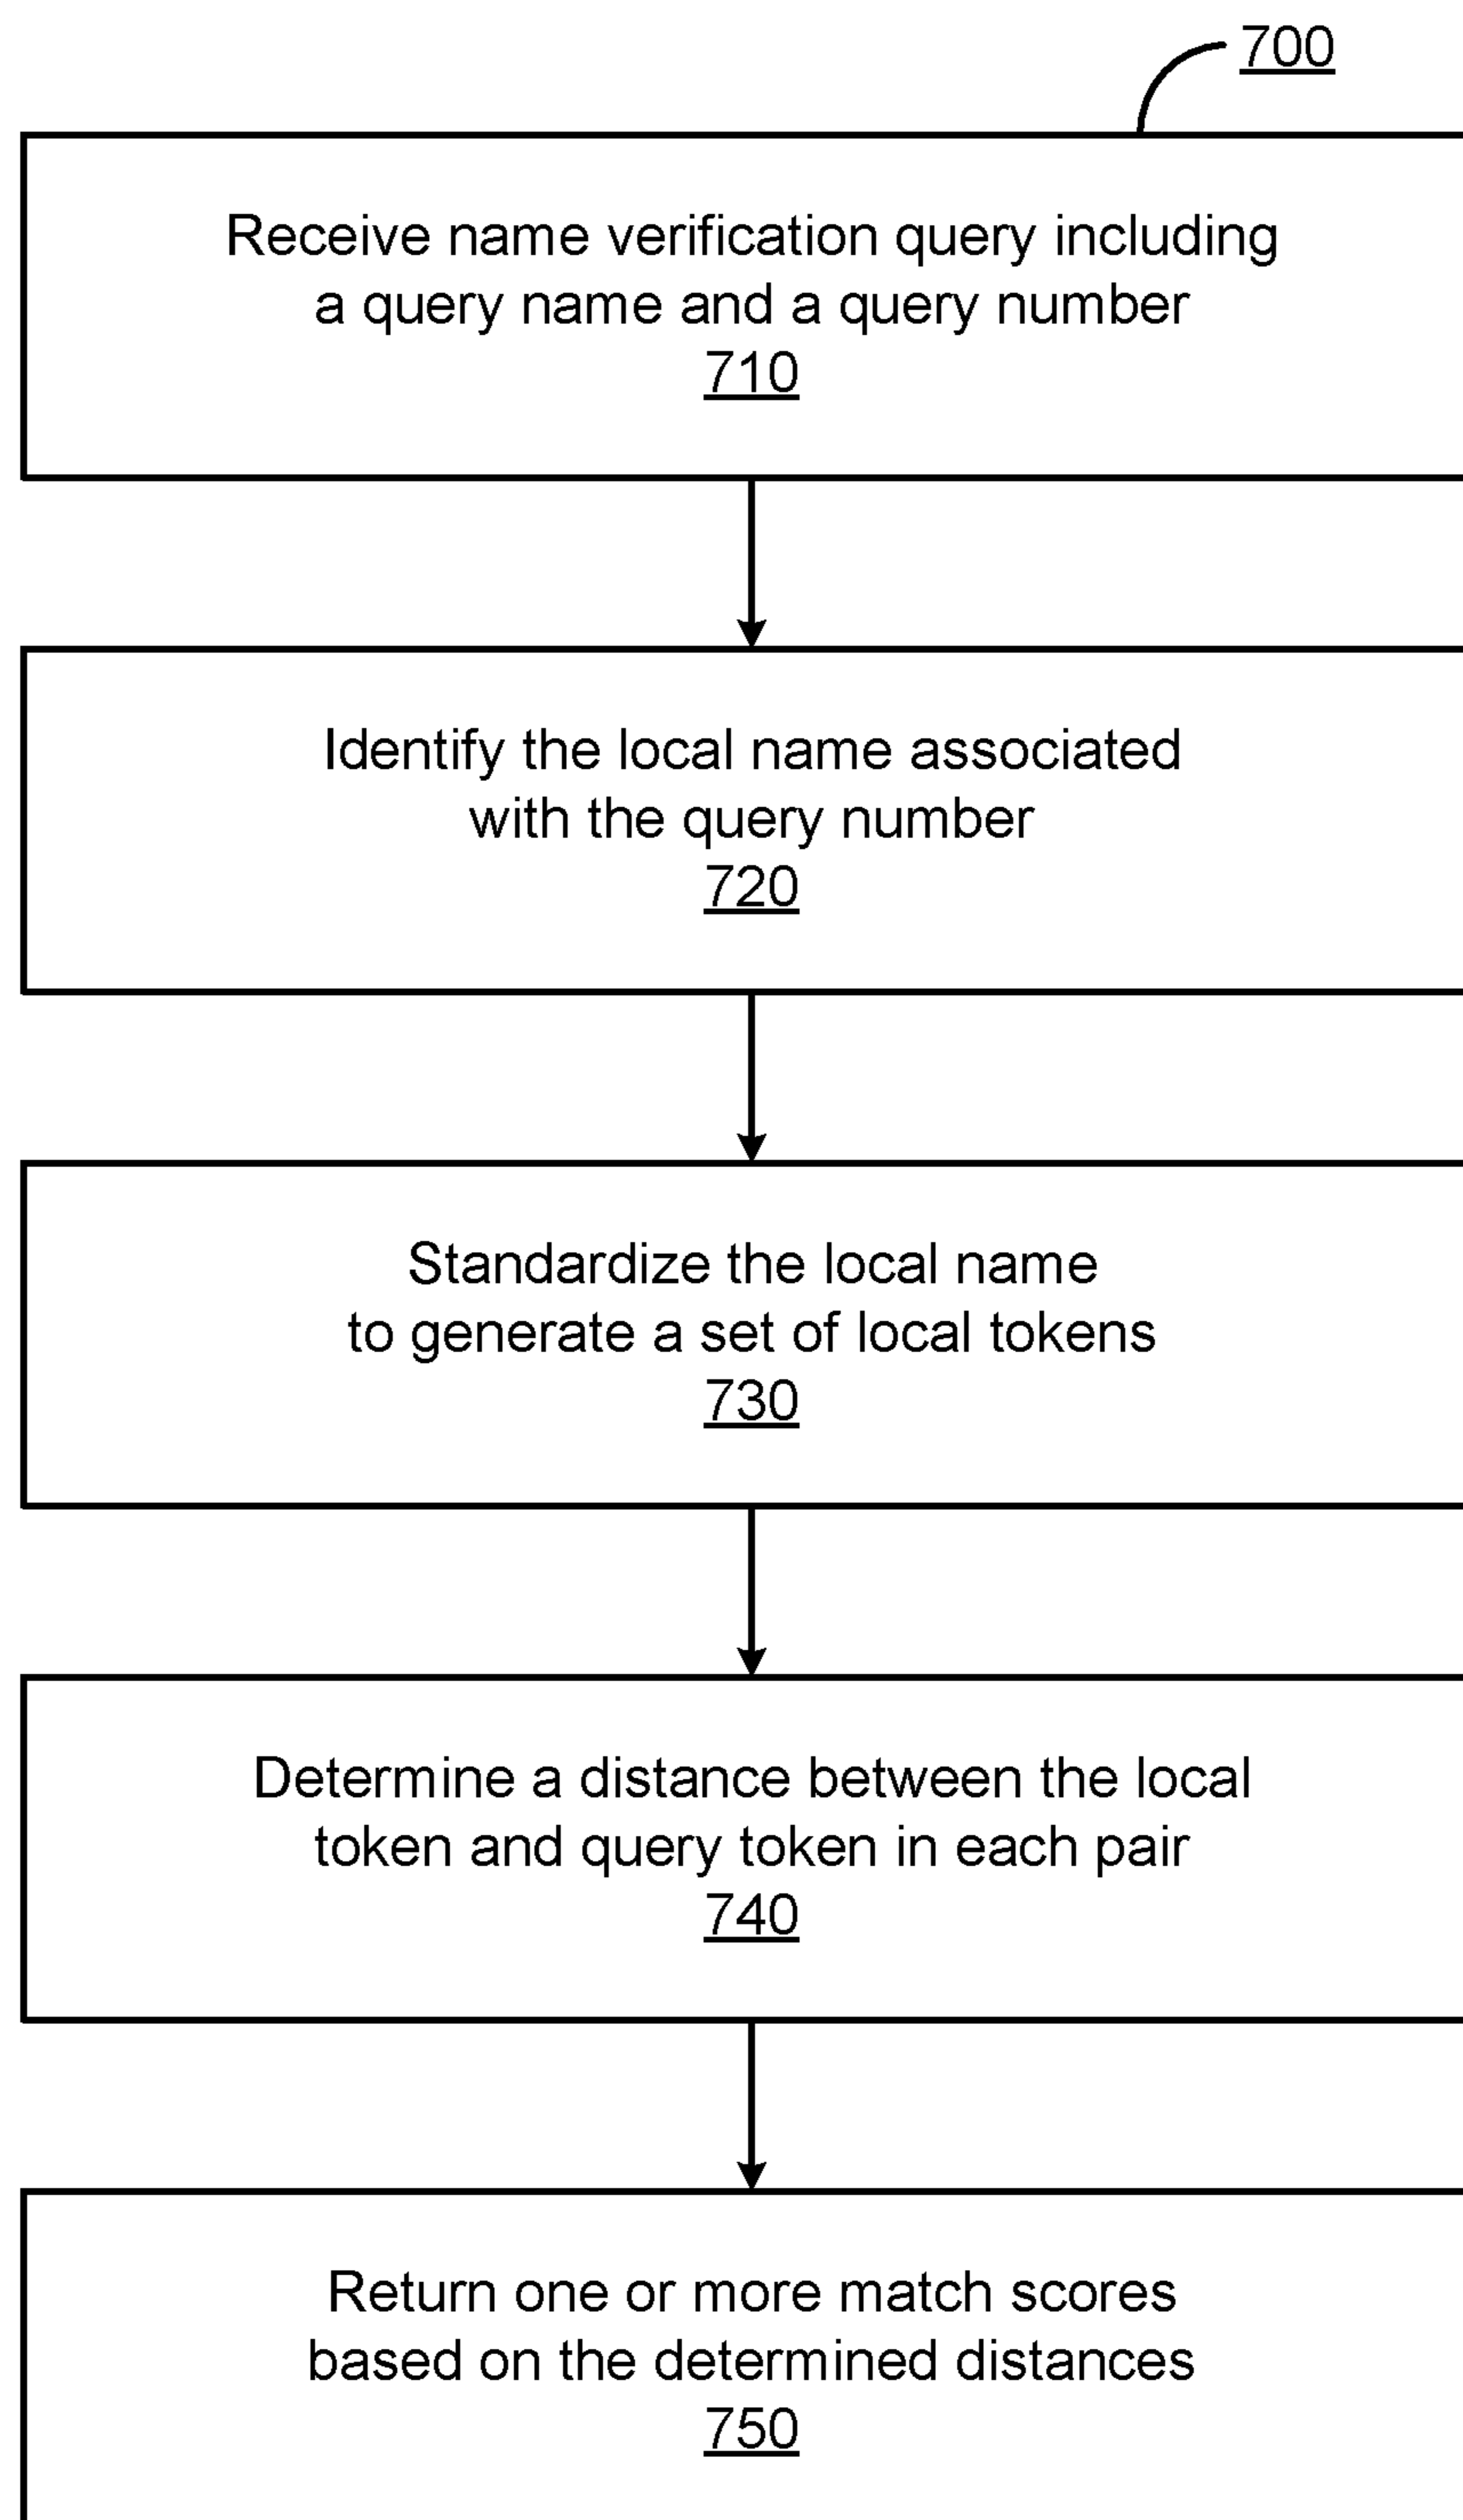 700
Receive name verification query including
a query name and a query number
710
Identify the local name associated
with the query number
720
Standardize the local name
to generate a set of local tokens
730
Determine a distance between the local
token and query token in each pair
740
Return one or more match scores
based on the determined distances
750